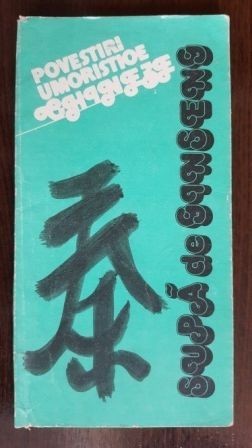 POVESTIRI
UMORISTICE
CHINEZE
SUPĂ de GINSENG